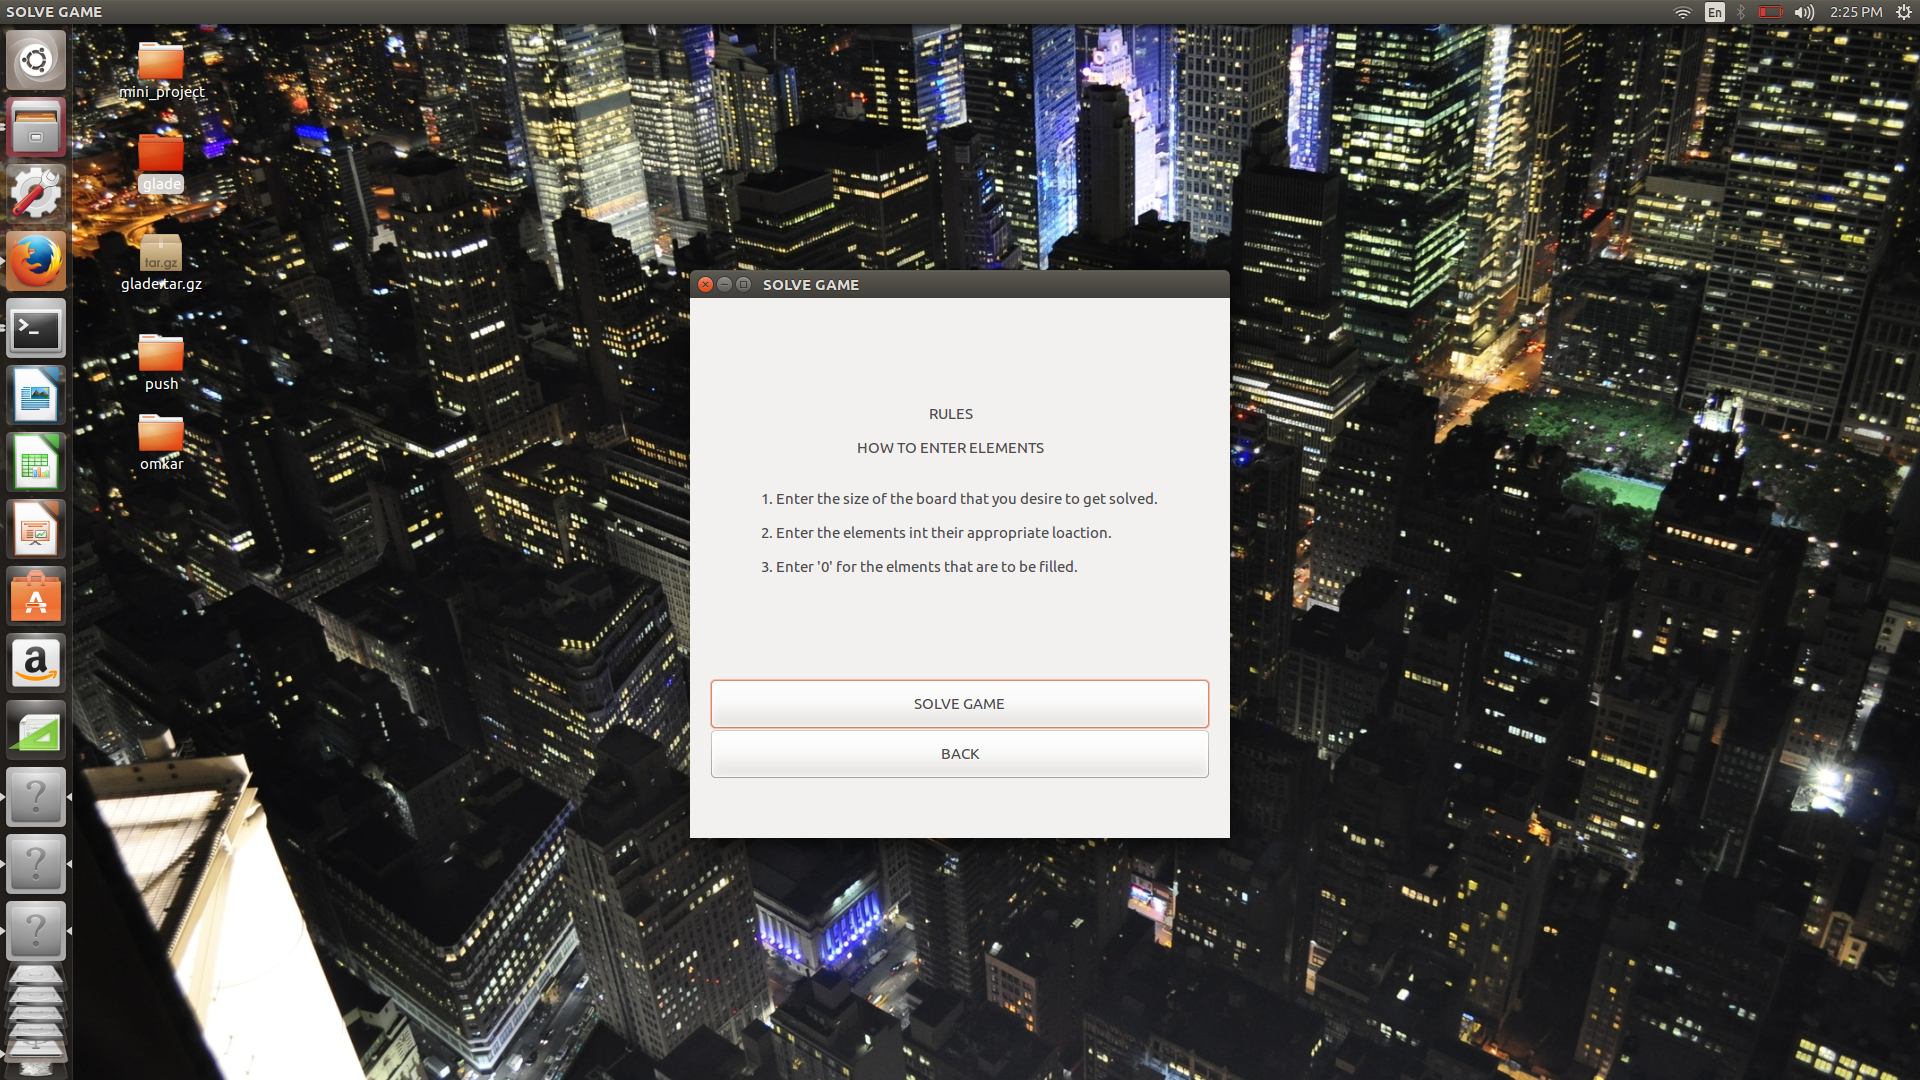 SOLVE GAME
En
2:25 PM
mini_project
glade
tar.gz
glade.tar.gz
push
omkar
SOLVE GAME
RULES
HOW TO ENTER ELEMENTS
1. Enter the size of the board that you desire to get solved.
2. Enter the elements int their appropriate loaction.
3. Enter '0' for the elments that are to be filled.
SOLVE GAME
BACK